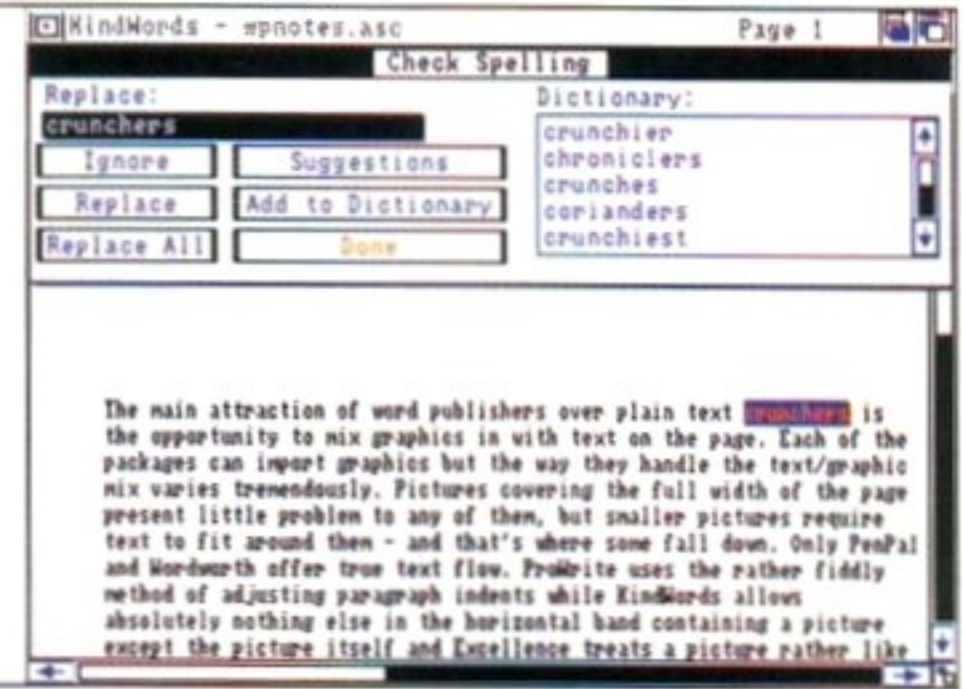 KindWords - wpnotes.asc Page 1
Check Spelling
Replace:
crunchers
Ignore
Suggestions
Replace
Add to Dictionary
Replace All
Done
Dictionary:
crunchier
chroniclers
crunches
corianders
crunchiest
The main attraction of word publishers over plain text crunchers is
the opportunity to mix graphics in with text on the page. Each of the
packages can import graphics but the way they handle the text/graphic
mix varies tremendously. Pictures covering the full width of the page
present little problem to any of them, but smaller pictures require
text to fit around them - and that's where some fall down. Only PenPal
and Wordworth offer true text flow. ProWrite uses the rather fiddly
method of adjusting paragraph indents while KindWords allows
absolutely nothing else in the horizontal band containing a picture
except the picture itself and Excellence treats a picture rather like